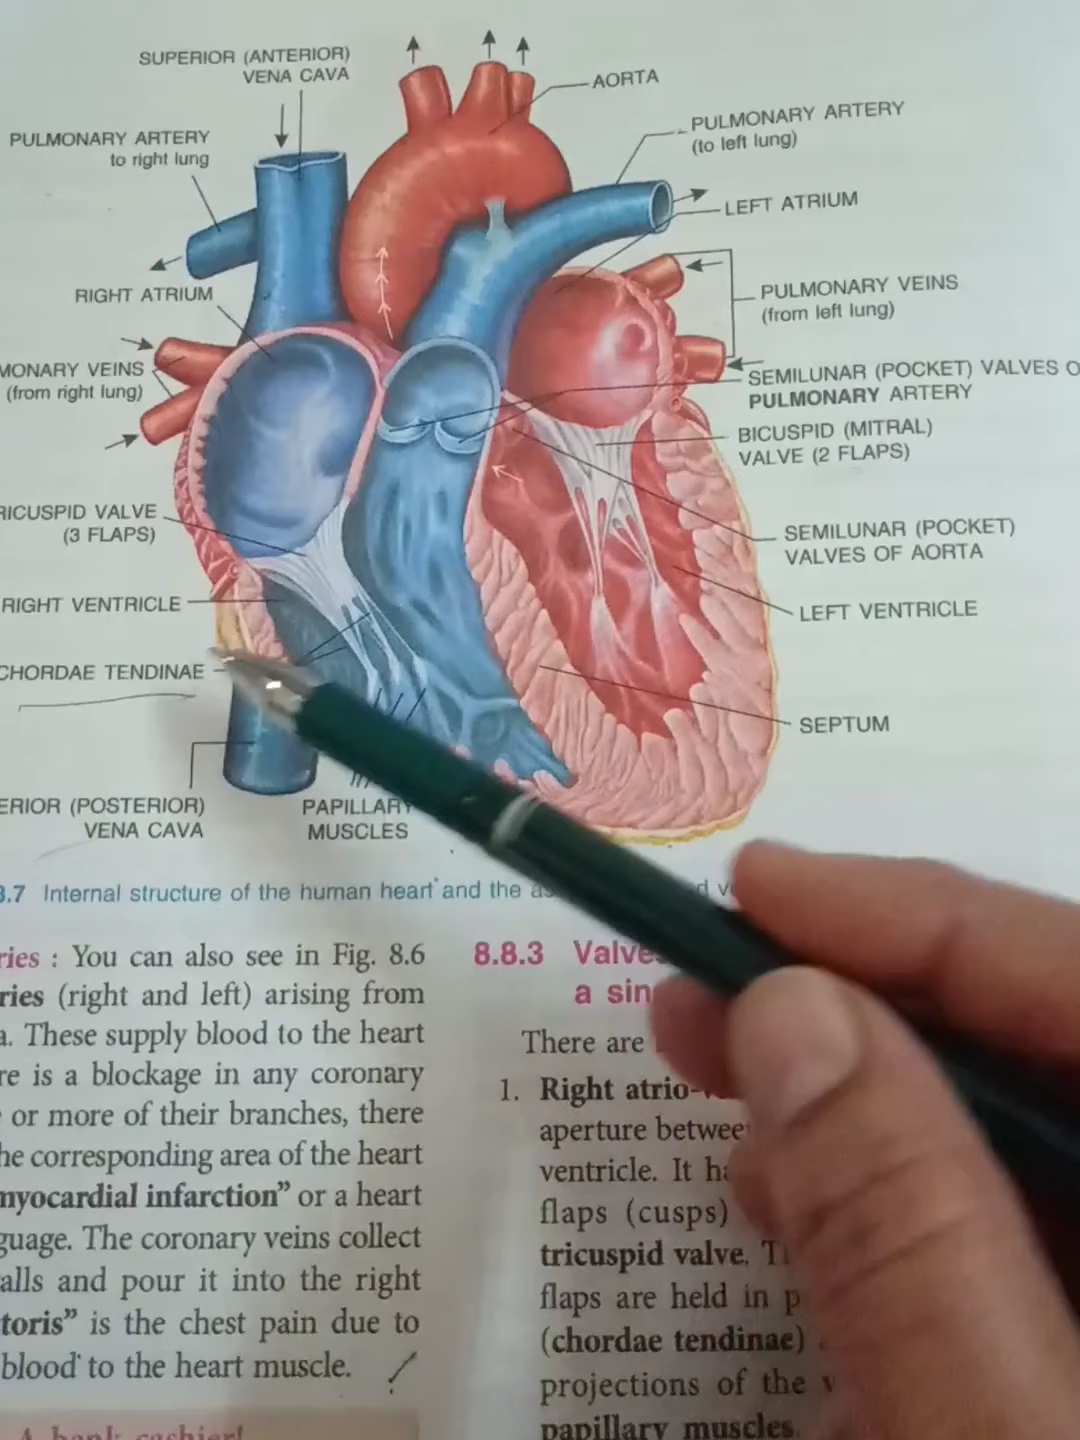 SUPERIOR (ANTERIOR)
VENA CAVA
AORTA
PULMONARY ARTERY
to right lung
PULMONARY ARTERY
(to left lung)
LEFT ATRIUM
RIGHT ATRIUM
PULMONARY VEINS
(from left lung)
MONARY VEINS
(from right lung)
SEMILUNAR (POCKET) VALVES O
PULMONARY ARTERY
BICUSPID (MITRAL)
VALVE (2 FLAPS)
RICUSPID VALVE
(3 FLAPS)
SEMILUNAR (POCKET)
VALVES OF AORTA
RIGHT VENTRICLE
LEFT VENTRICLE
CHORDAE TENDINAE
SEPTUM
ERIOR (POSTERIOR)
VENA CAVA
PAPILLARY
MUSCLES
8.7 Internal structure of the human heart and the as
ries : You can also see in Fig. 8.6
ries (right and left) arising from
a. These supply blood to the heart
re is a blockage in any coronary
or more of their branches, there
he corresponding area of the heart
myocardial infarction” or a heart
guage. The coronary veins collect
alls and pour it into the right
toris” is the chest pain due to
blood to the heart muscle.
A bank cashier!
8.8.3 Valve
a sin
There are
1. Right atrio-
aperture between
ventricle. It ha
flaps (cusps)
tricuspid valve. T
flaps are held in p
(chordae tendinae)
projections of the v
papillary muscles.